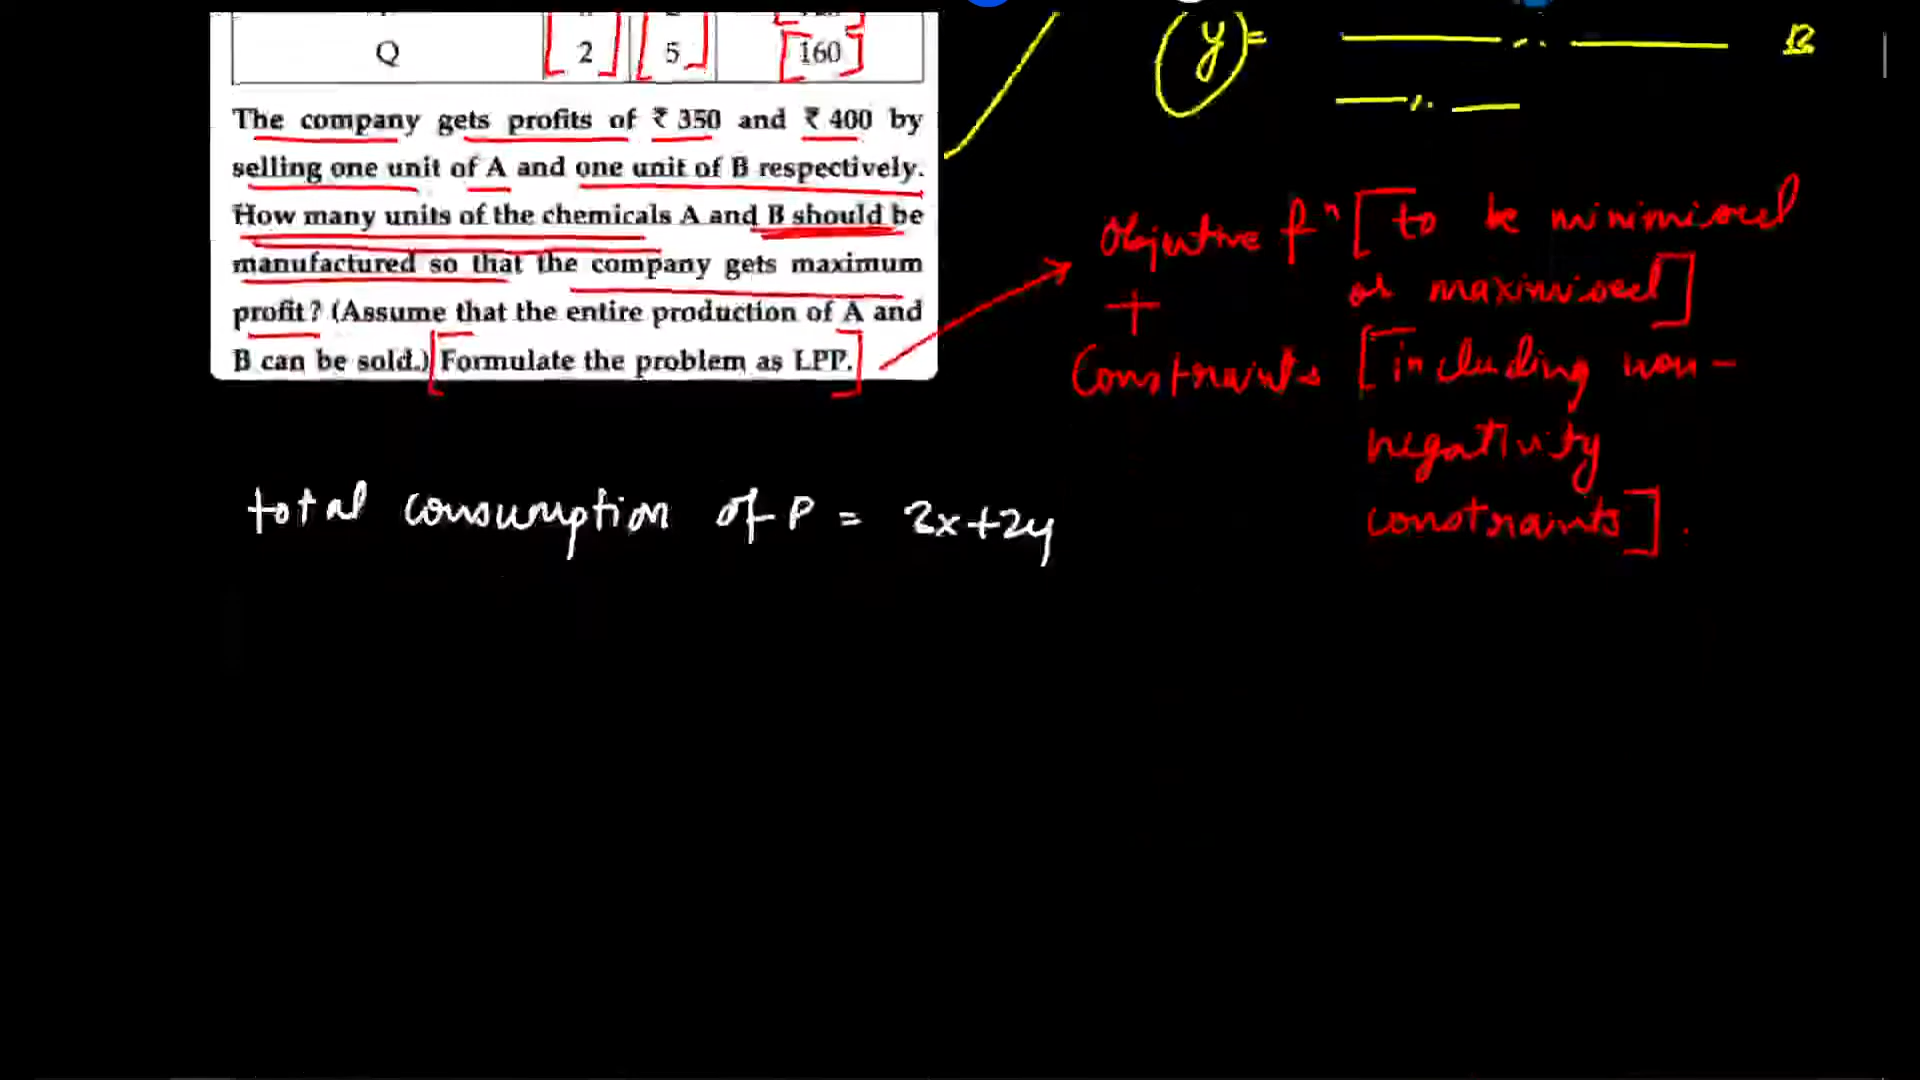 Q 2 5 160
The company gets profits of ₹ 350 and ₹ 400 by
selling one unit of A and one unit of B respectively.
How many units of the chemicals A and B should be
manufactured so that the company gets maximum
profit? (Assume that the entire production of A and
B can be sold.) [Formulate the problem as LPP.]
y = B
Objective fⁿ [to be minimised
or maximised]
+
Constraints [including non-
negativity
constraints].
total consumption of P = 2x+2y